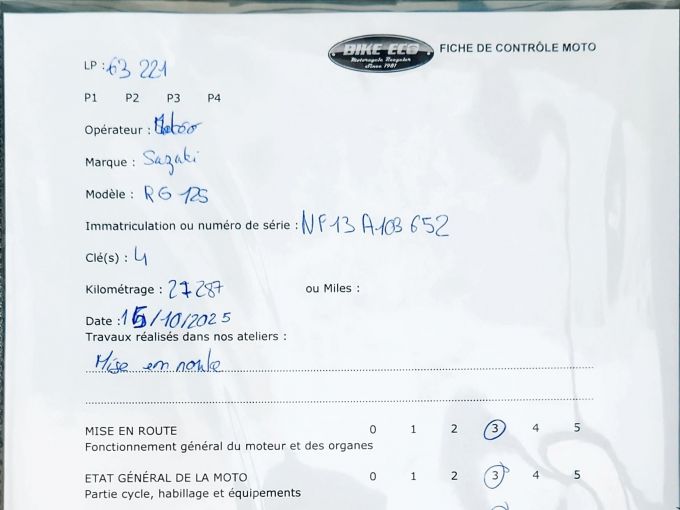 BIKE ECO
Motorcycle Recycler
Since 1981
FICHE DE CONTRÔLE MOTO
LP : 63 221
P1 P2 P3 P4
Opérateur :
Marque : Sazaki
Modèle : RG 125
Immatriculation ou numéro de série : NF13A103652
Clé(s) : 4
Kilométrage : 27287 ou Miles :
Date : 15/10/2025
Travaux réalisés dans nos ateliers :
Mise en route
MISE EN ROUTE 0 1 2 3 4 5
Fonctionnement général du moteur et des organes
ETAT GÉNÉRAL DE LA MOTO 0 1 2 3 4 5
Partie cycle, habillage et équipements